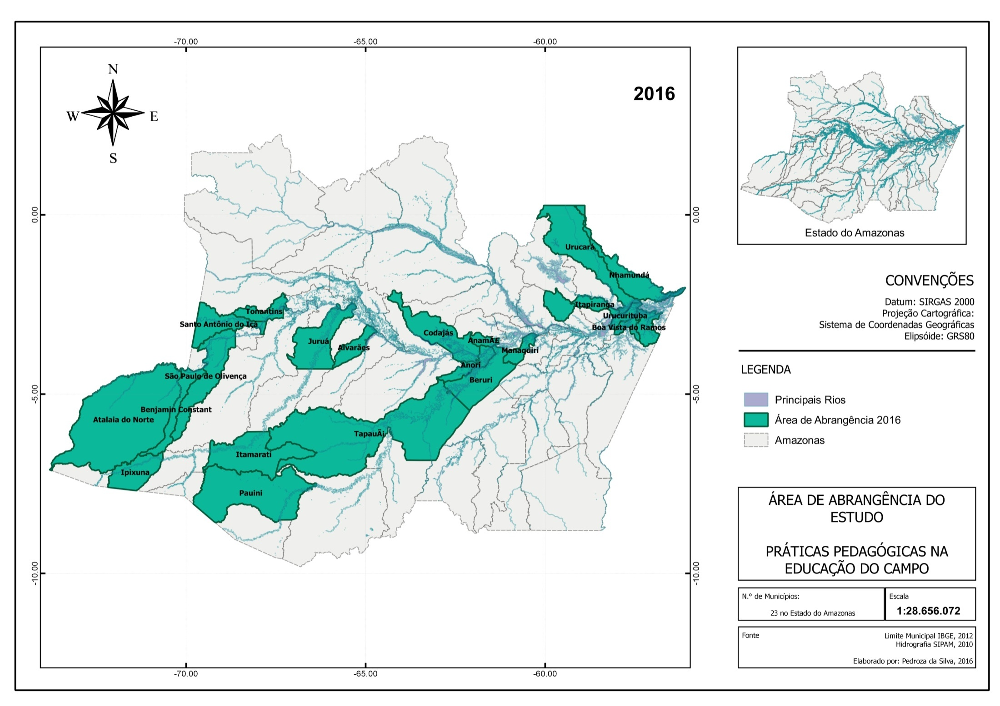 -70.00
-65.00
-60.00
N
W
E
S
2016
0.00
0.00
Urucará
Nhamundá
Itapiranga
Tonantins
Urucurituba
Santo Antônio do Içá
Boa Vista do Ramos
Codajás
AnamÃ£
Juruá
Alvarães
Manaquiri
Anori
São Paulo de Olivença
Beruri
-5.00
-5.00
Benjamin Constant
Atalaia do Norte
TapauÃ¡
Itamarati
Ipixuna
Pauini
-10.00
-10.00
-70.00
-65.00
-60.00
Estado do Amazonas
CONVENÇÕES
Datum: SIRGAS 2000
Projeção Cartográfica:
Sistema de Coordenadas Geográficas
Elipsóide: GRS80
LEGENDA
Principais Rios
Área de Abrangência 2016
Amazonas
ÁREA DE ABRANGÊNCIA DO
ESTUDO
PRÁTICAS PEDAGÓGICAS NA
EDUCAÇÃO DO CAMPO
N.° de Municípios:
23 no Estado do Amazonas
Escala
1:28.656.072
Fonte
Limite Municipal IBGE, 2012
Hidrografia SIPAM, 2010
Elaborado por: Pedroza da Silva, 2016